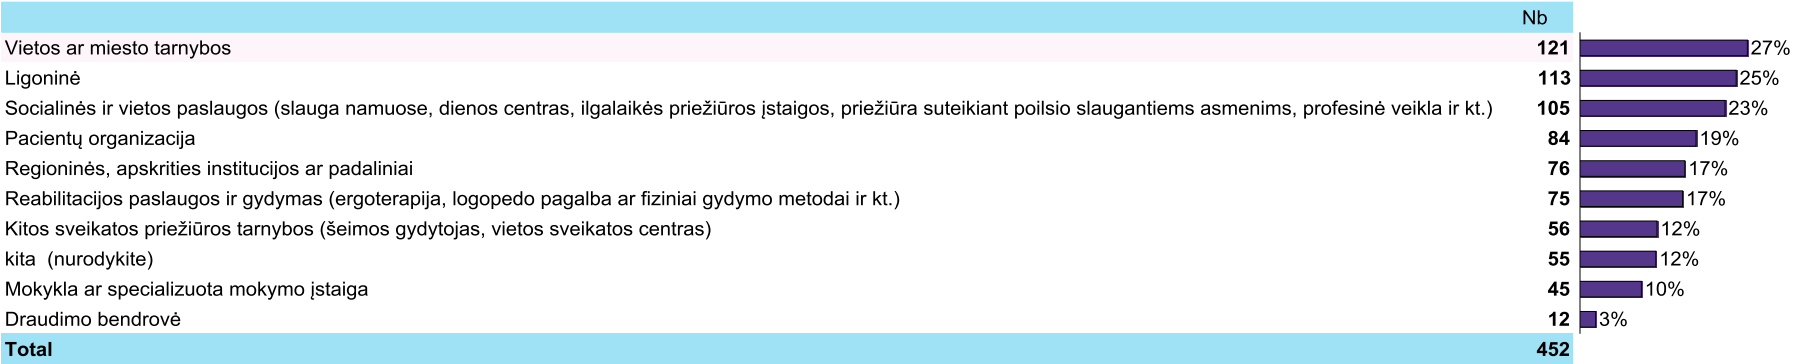 Nb
Vietos ar miesto tarnybos 121 27%
Ligoninė 113 25%
Socialinės ir vietos paslaugos (slauga namuose, dienos centras, ilgalaikės priežiūros įstaigos, priežiūra suteikiant poilsio slaugantiems asmenims, profesinė veikla ir kt.) 105 23%
Pacientų organizacija 84 19%
Regioninės, apskrities institucijos ar padaliniai 76 17%
Reabilitacijos paslaugos ir gydymas (ergoterapija, logopedo pagalba ar fiziniai gydymo metodai ir kt.) 75 17%
Kitos sveikatos priežiūros tarnybos (šeimos gydytojas, vietos sveikatos centras) 56 12%
kita  (nurodykite) 55 12%
Mokykla ar specializuota mokymo įstaiga 45 10%
Draudimo bendrovė 12 3%
Total 452